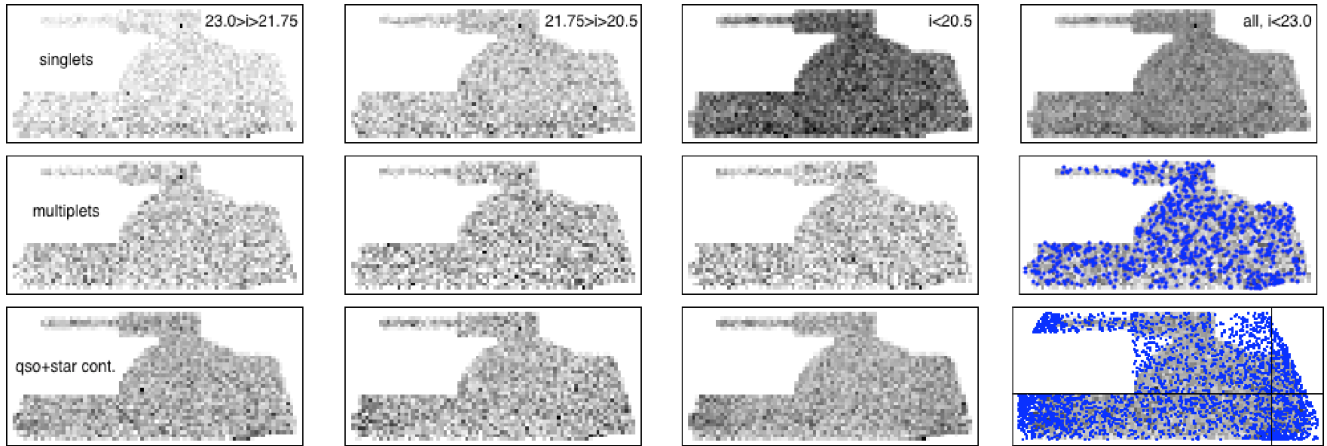 23.0>i>21.75
21.75>i>20.5
i<20.5
all, i<23.0
singlets
multiplets
qso+star cont.